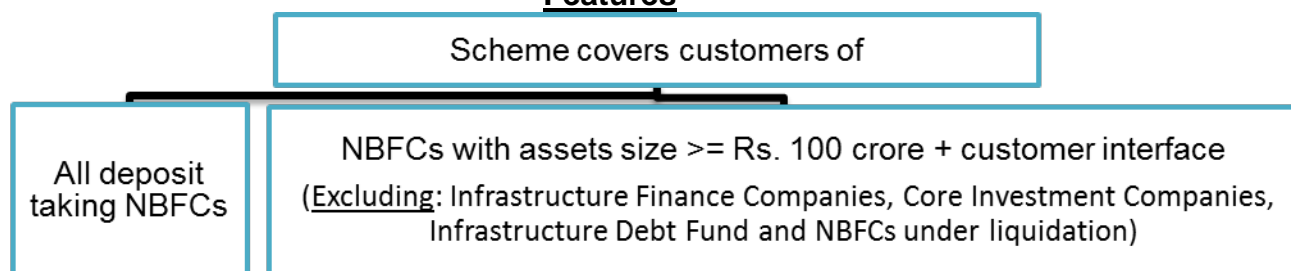 Features
Scheme covers customers of
All deposit
taking NBFCs
NBFCs with assets size >= Rs. 100 crore + customer interface
(Excluding: Infrastructure Finance Companies, Core Investment Companies,
Infrastructure Debt Fund and NBFCs under liquidation)